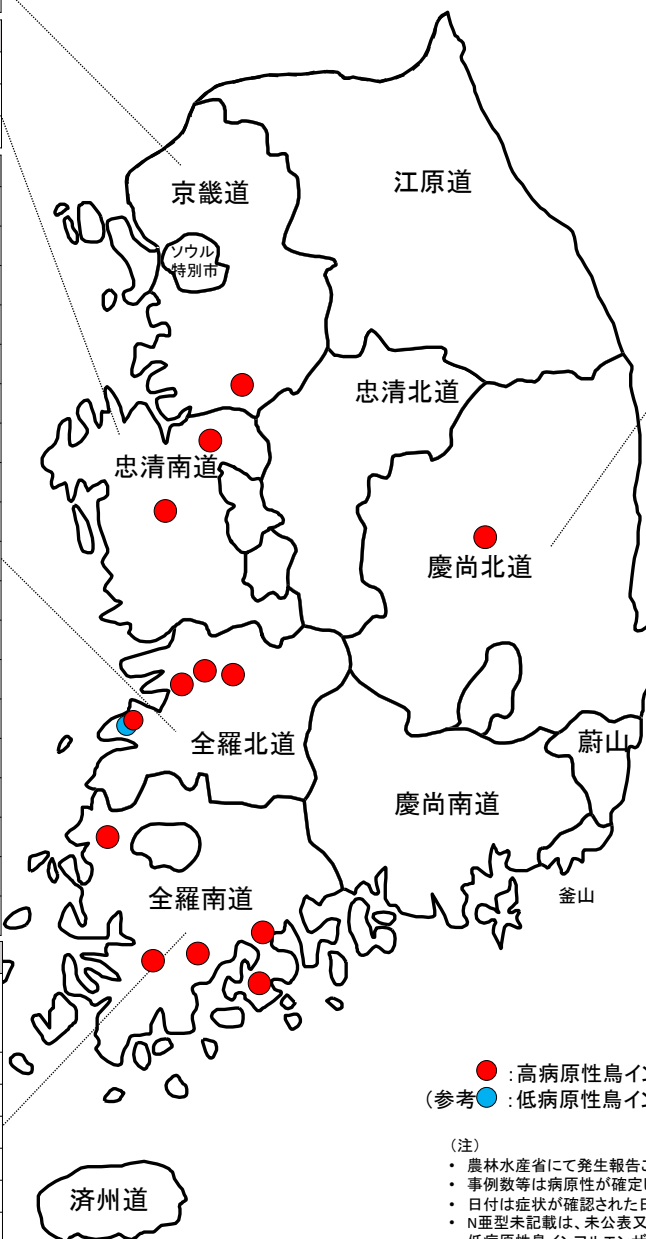 京畿道
江原道
ソウル
特別市
忠清北道
忠清南道
慶尚北道
全羅北道
蔚山
慶尚南道
釜山
全羅南道
:高病原性鳥イン
(参考 :低病原性鳥イン
(注)
• 農林水産省にて発生報告
• 事例数等は病原性が確定
• 日付は症状が確認された
• N亜型未記載は、未公表又
済州道